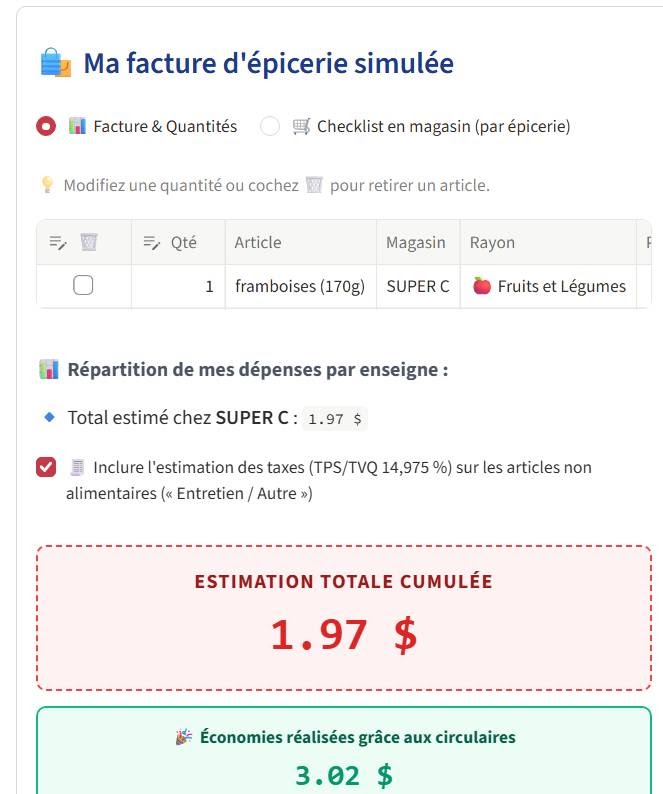 Ma facture d'épicerie simulée
Facture & Quantités Checklist en magasin (par épicerie)
Modifiez une quantité ou cochez 🗑️ pour retirer un article.
Qté Article Magasin Rayon
1 framboises (170g) SUPER C Fruits et Légumes
Répartition de mes dépenses par enseigne :
Total estimé chez SUPER C : 1.97 $
Inclure l'estimation des taxes (TPS/TVQ 14,975 %) sur les articles non
alimentaires (« Entretien / Autre »)
ESTIMATION TOTALE CUMULÉE
1.97 $
Économies réalisées grâce aux circulaires
3.02 $